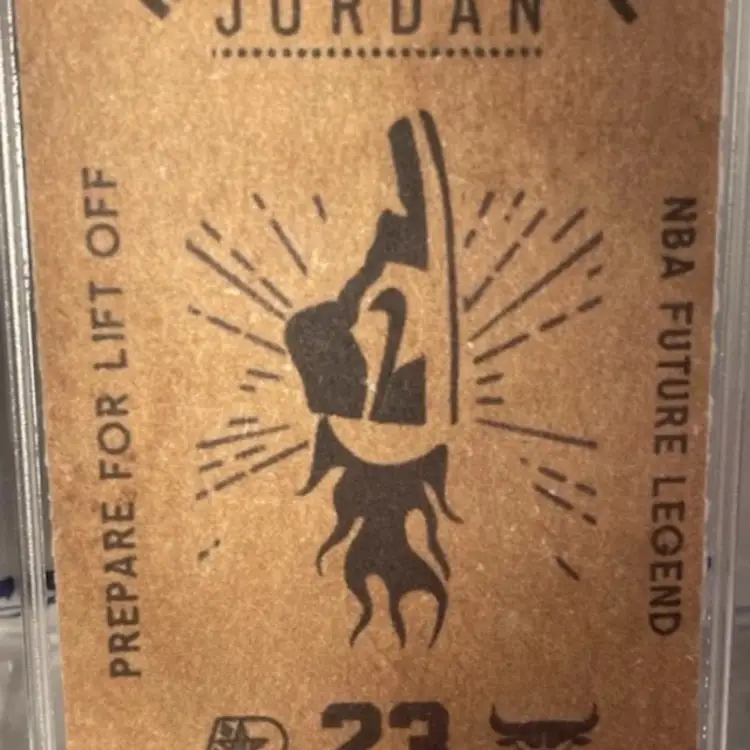 JORDAN
PREPARE FOR LIFT OFF
NBA FUTURE LEGEND
23